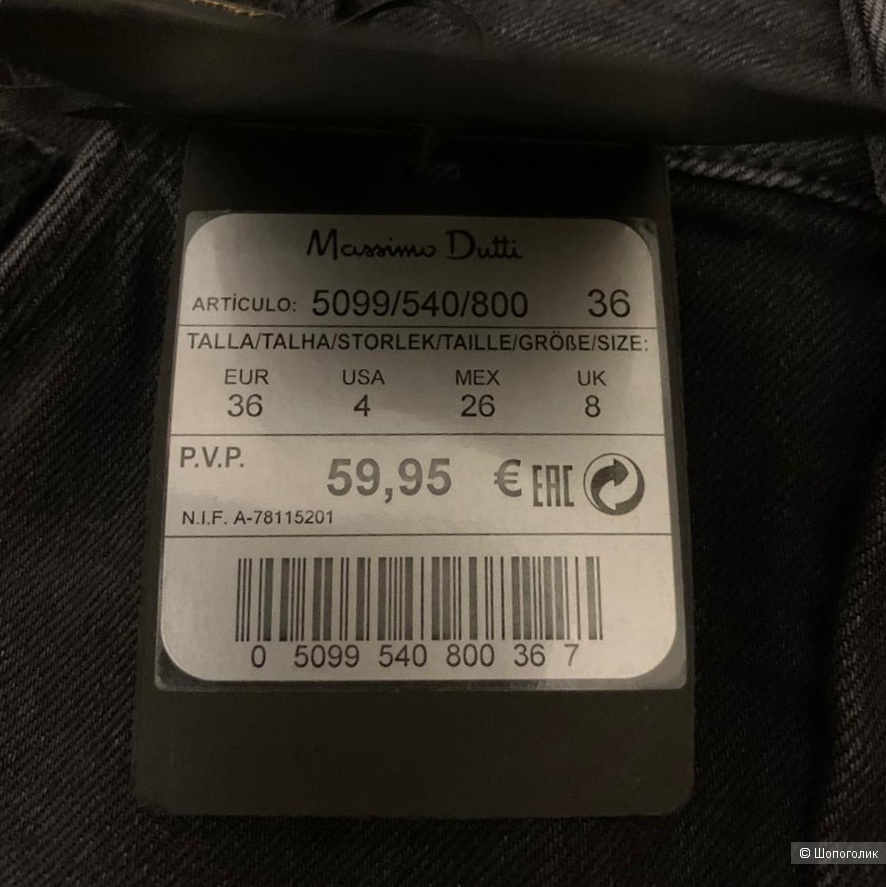 Massimo Dutti
ARTÍCULO: 5099/540/800 36
TALLA/TALHA/STORLEK/TAILLE/GRÖßE/SIZE:
EUR USA MEX UK
36 4 26 8
P.V.P. 59,95 € EAC
N.I.F. A-78115201
0 5099 540 800 36 7
© Шопоголик